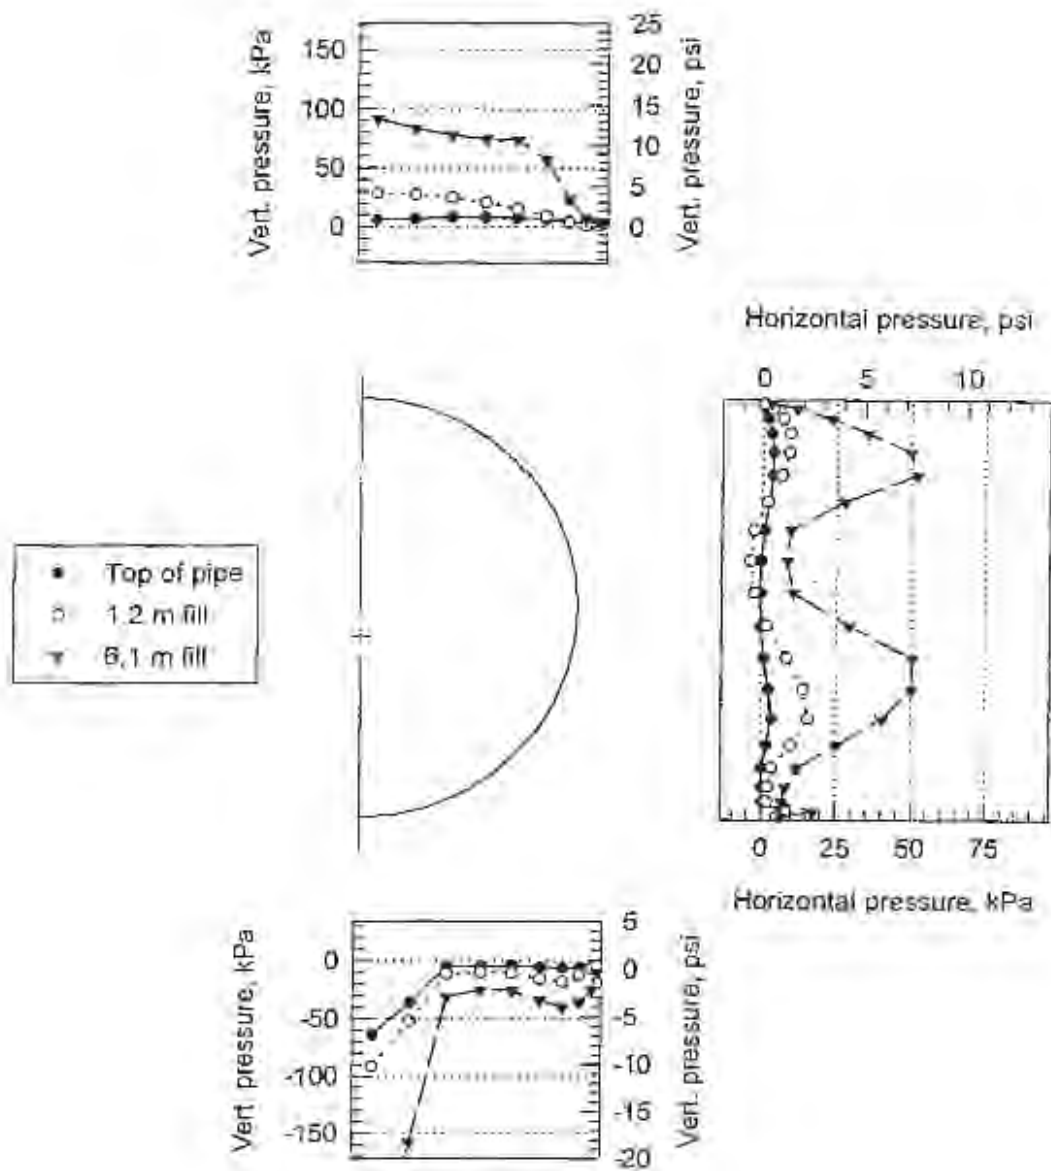 Vert. pressure, kPa
150
100
50
0
25
20
15
10
5
0
Vert. pressure, psi
Horizontal pressure, psi
0 5 10
Top of pipe
1.2 m fill
6.1 m fill
0 25 50 75
Horizontal pressure, kPa
Vert. pressure, kPa
0
-50
-100
-150
5
0
-5
-10
-15
-20
Vert. pressure, psi